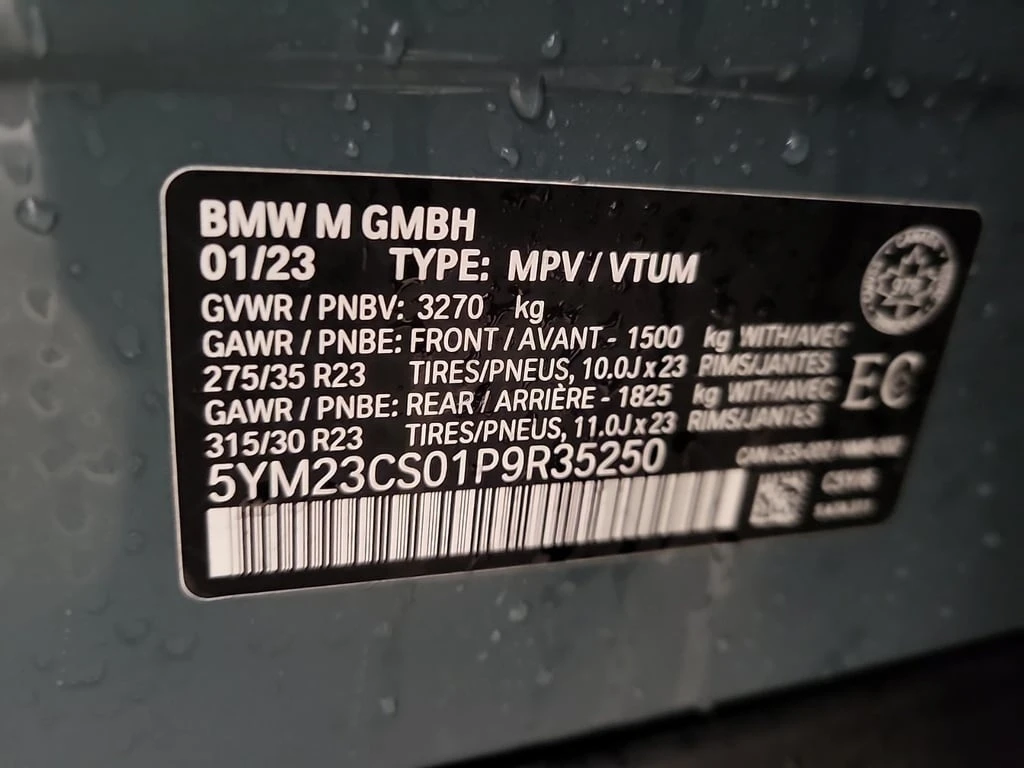 BMW M GMBH
01/23 TYPE: MPV / VTUM
GVWR / PNBV: 3270 kg
GAWR / PNBE: FRONT / AVANT - 1500 kg WITH/AVEC
275/35 R23 TIRES/PNEUS, 10.0J x 23 RIMS/JANTES
GAWR / PNBE: REAR / ARRIÈRE - 1825 kg WITH/AVEC
315/30 R23 TIRES/PNEUS, 11.0J x 23 RIMS/JANTES
EC
5YM23CS01P9R35250